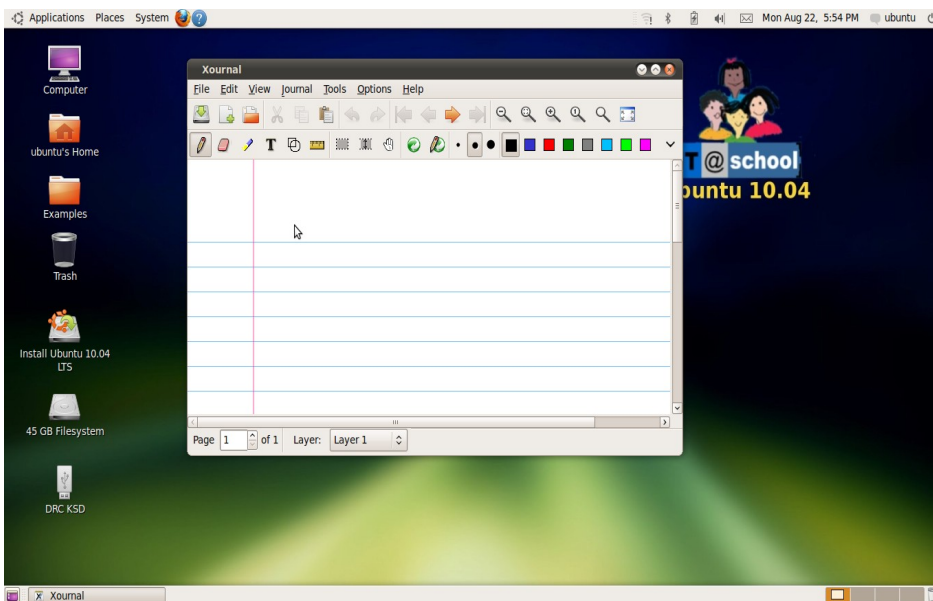 Applications Places System Mon Aug 22, 5:54 PM ubuntu
Computer
ubuntu's Home
Examples
Trash
Install Ubuntu 10.04
LTS
45 GB Filesystem
DRC KSD
Xournal
File Edit View Journal Tools Options Help
T
Page 1 of 1 Layer: Layer 1
T @ school
buntu 10.04
Xournal